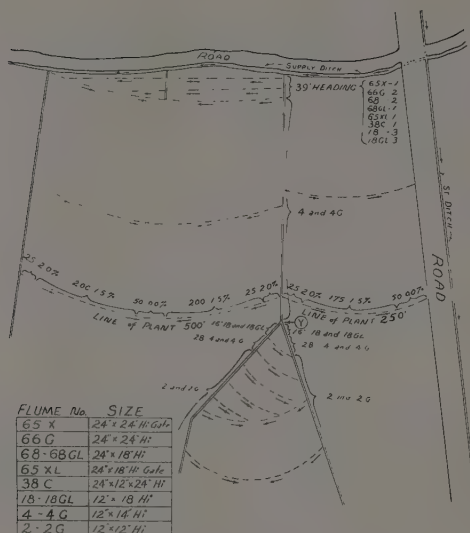 ROAD
SUPPLY DITCH
39' HEADING
65X-1
66G 2
68 2
68GL-1
65XL 1
38C 1
18-3
18GL 3
DITCH
ROAD
4 and 4G
25 20% 200 15% 50 00% 200 15% 25 20% 25 20% 175 15% 50 00%
LINE of PLANT 500' 16' 18 and 18GL
Y
LINE of PLANT 250'
16' 18 and 18GL
28 4 and 4G
28 4 and 4G
2 and 2G
2 and 2G
FLUME No. SIZE
65 X 24" x 24" Hi Gate
66 G 24" x 24" Hi
68-68GL 24" x 18" Hi
65 XL 24" x 18" Hi Gate
38 C 24" x 12" x 24" Hi
18-18GL 12" x 18" Hi
4-4G 12" x 14" Hi
2-2G 12" x 12" Hi